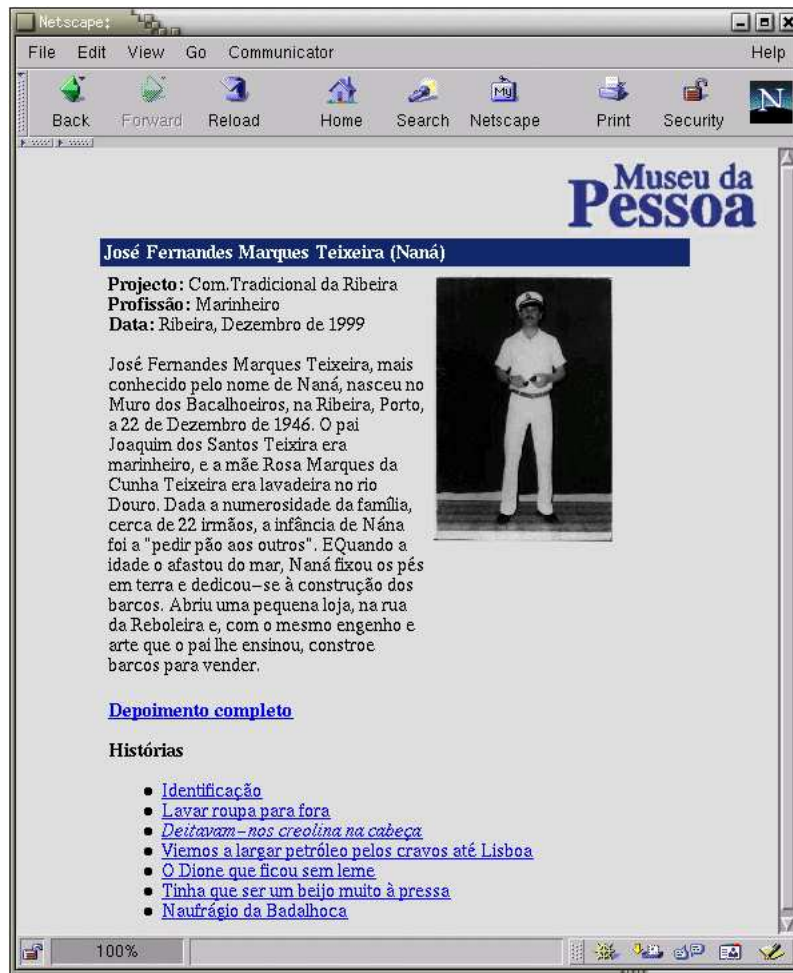 Netscape:
File Edit View Go Communicator Help
Back Forward Reload Home Search Netscape Print Security
My
N
Museu da
Pessoa
José Fernandes Marques Teixeira (Naná)
Projecto: Com.Tradicional da Ribeira
Profissão: Marinheiro
Data: Ribeira, Dezembro de 1999
José Fernandes Marques Teixeira, mais
conhecido pelo nome de Naná, nasceu no
Muro dos Bacalhoeiros, na Ribeira, Porto,
a 22 de Dezembro de 1946. O pai
Joaquim dos Santos Teixira era
marinheiro, e a mãe Rosa Marques da
Cunha Teixeira era lavadeira no rio
Douro. Dada a numerosidade da família,
cerca de 22 irmãos, a infância de Nána
foi a "pedir pão aos outros". EQuando a
idade o afastou do mar, Naná fixou os pés
em terra e dedicou-se à construção dos
barcos. Abriu uma pequena loja, na rua
da Reboleira e, com o mesmo engenho e
arte que o pai lhe ensinou, constroe
barcos para vender.
Depoimento completo
Histórias
Identificação
Lavar roupa para fora
Deitavam-nos creolina na cabeça
Viemos a largar petróleo pelos cravos até Lisboa
O Dione que ficou sem leme
Tinha que ser um beijo muito à pressa
Naufrágio da Badalhoca
100%